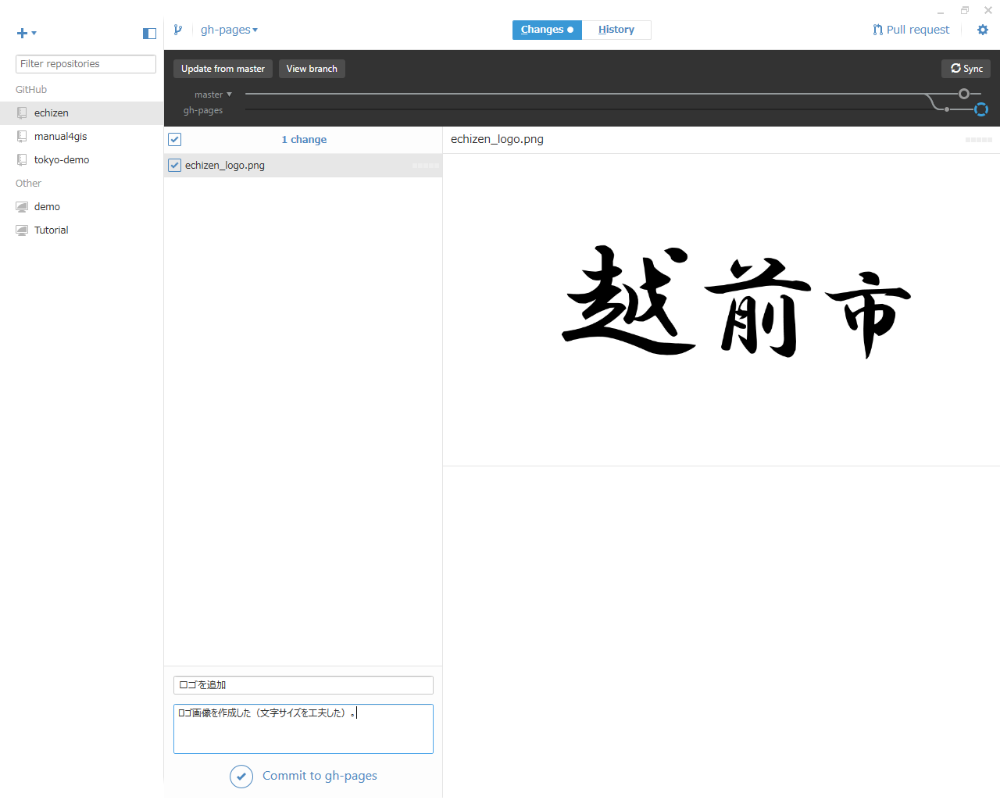 gh-pages
Changes
History
Pull request
Filter repositories
GitHub
echizen
manual4gis
tokyo-demo
Other
demo
Tutorial
Update from master
View branch
Sync
master
gh-pages
1 change
echizen_logo.png
echizen_logo.png
越前市
ロゴを追加
ロゴ画像を作成した（文字サイズを工夫した）。
Commit to gh-pages